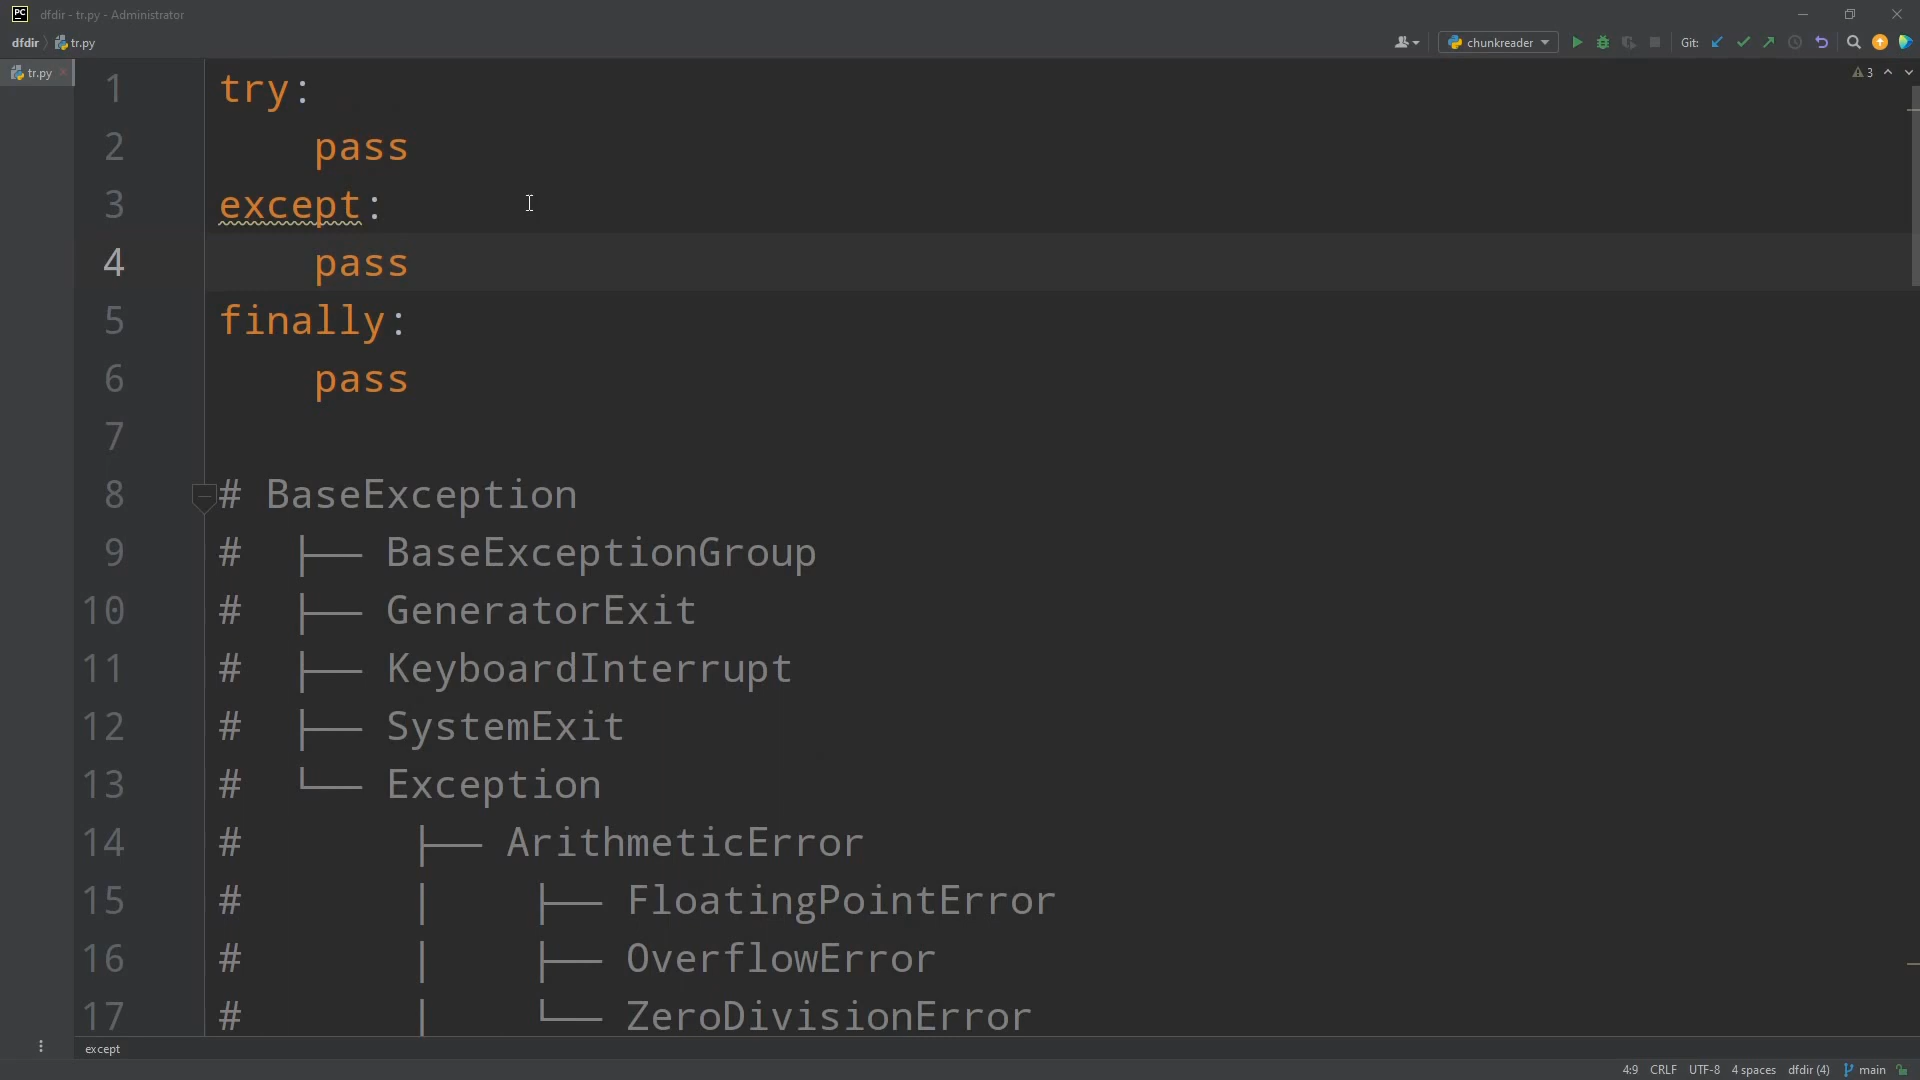 PC dfdir - tr.py - Administrator
dfdir tr.py chunkreader Git:
tr.py 3
1 try:
2 pass
3 except:
4 pass
5 finally:
6 pass
7
8 # BaseException
9 # ├── BaseExceptionGroup
10 # ├── GeneratorExit
11 # ├── KeyboardInterrupt
12 # ├── SystemExit
13 # └── Exception
14 # ├── ArithmeticError
15 # │ ├── FloatingPointError
16 # │ ├── OverflowError
17 # │ └── ZeroDivisionError
except
4:9 CRLF UTF-8 4 spaces dfdir (4) main